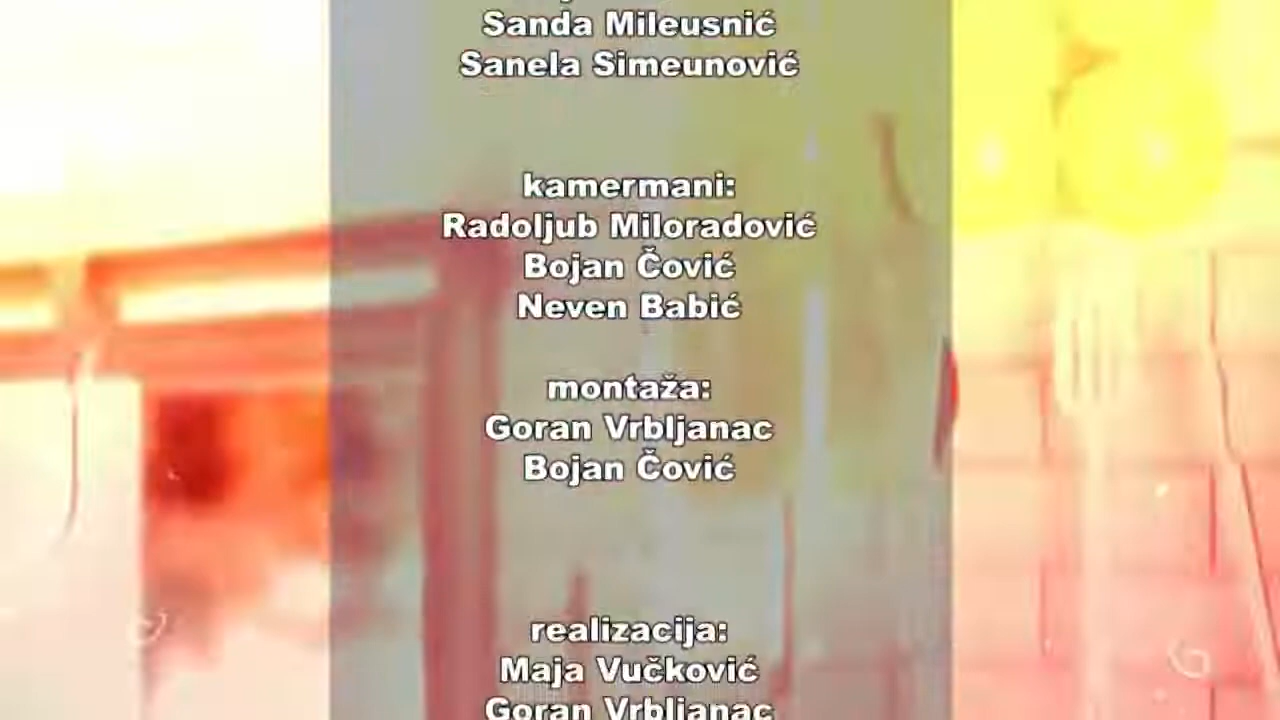 Sanda Mileusnić
Sanela Simeunović
kamermani:
Radoljub Miloradović
Bojan Čović
Neven Babić
montaža:
Goran Vrbljanac
Bojan Čović
realizacija:
Maja Vučković
Goran Vrbljanac